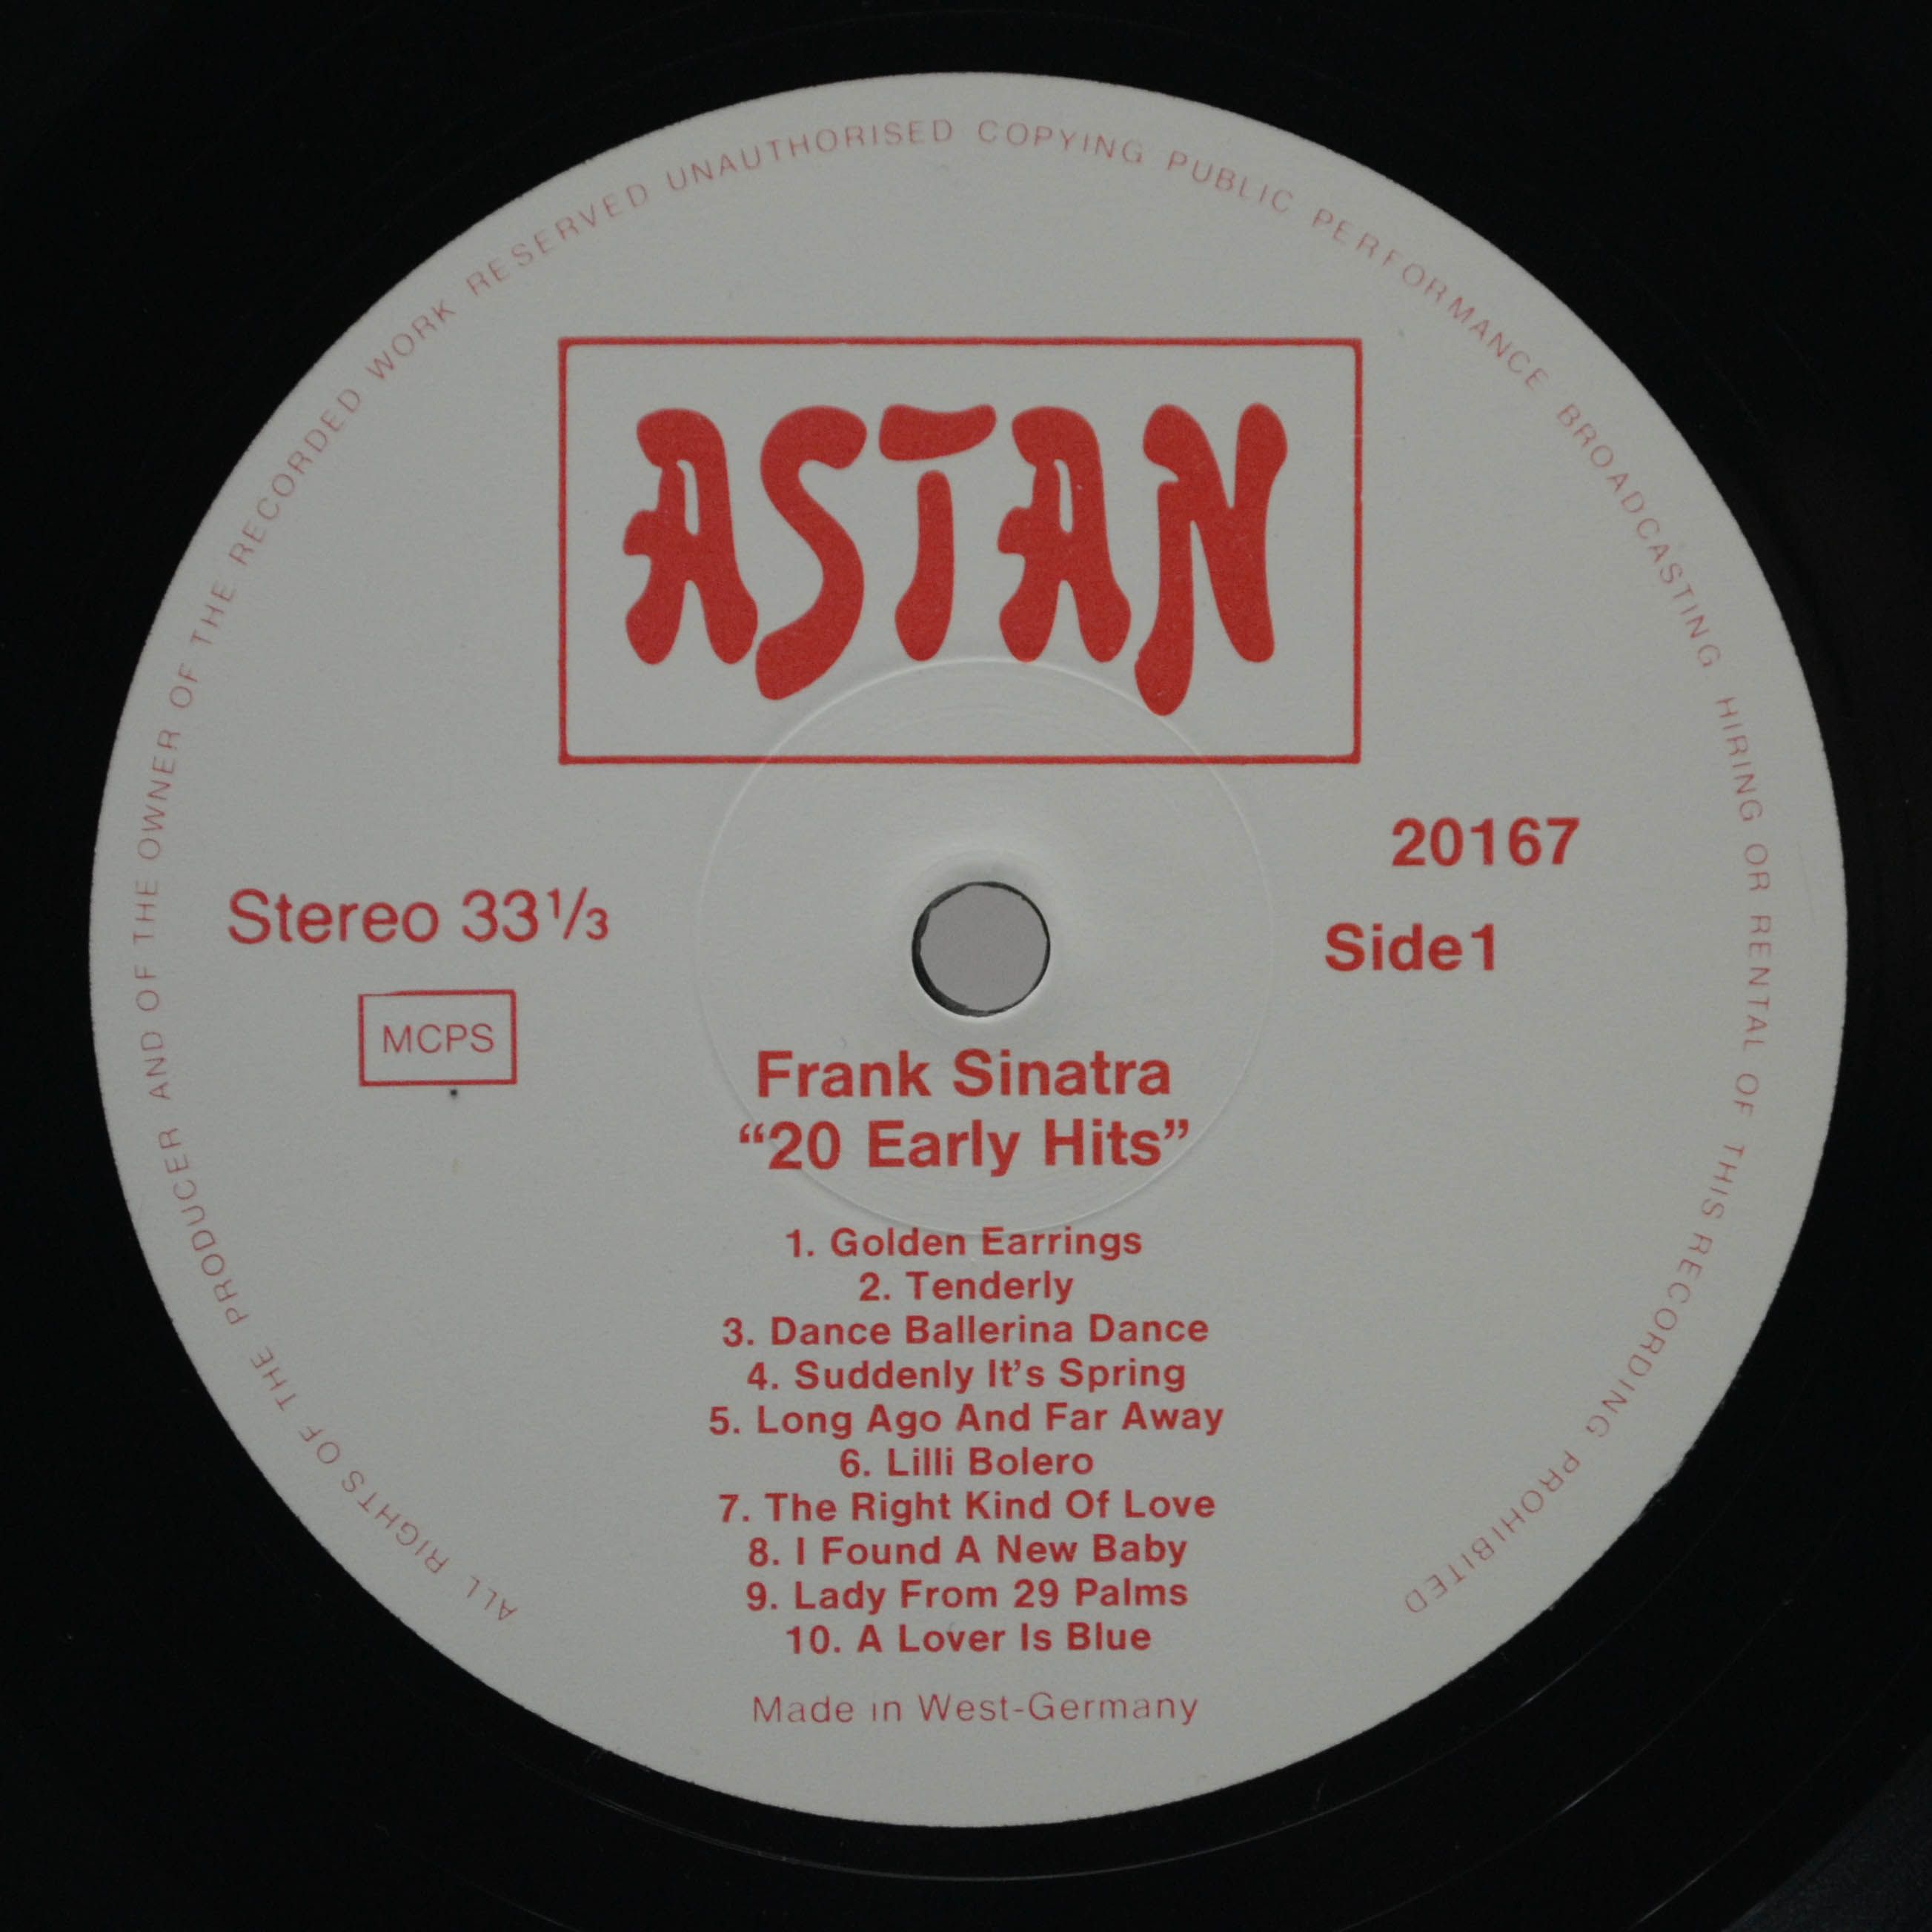 ALL RIGHTS OF THE PRODUCER AND OF THE OWNER OF THE RECORDED WORK RESERVED UNAUTHORISED COPYING PUBLIC PERFORMANCE BROADCASTING HIRING OR RENTAL OF THIS RECORDING PROHIBITED
ASTAN
20167
Stereo 33 1/3
Side 1
MCPS
Frank Sinatra
“20 Early Hits”
1. Golden Earrings
2. Tenderly
3. Dance Ballerina Dance
4. Suddenly It’s Spring
5. Long Ago And Far Away
6. Lilli Bolero
7. The Right Kind Of Love
8. I Found A New Baby
9. Lady From 29 Palms
10. A Lover Is Blue
Made in West-Germany